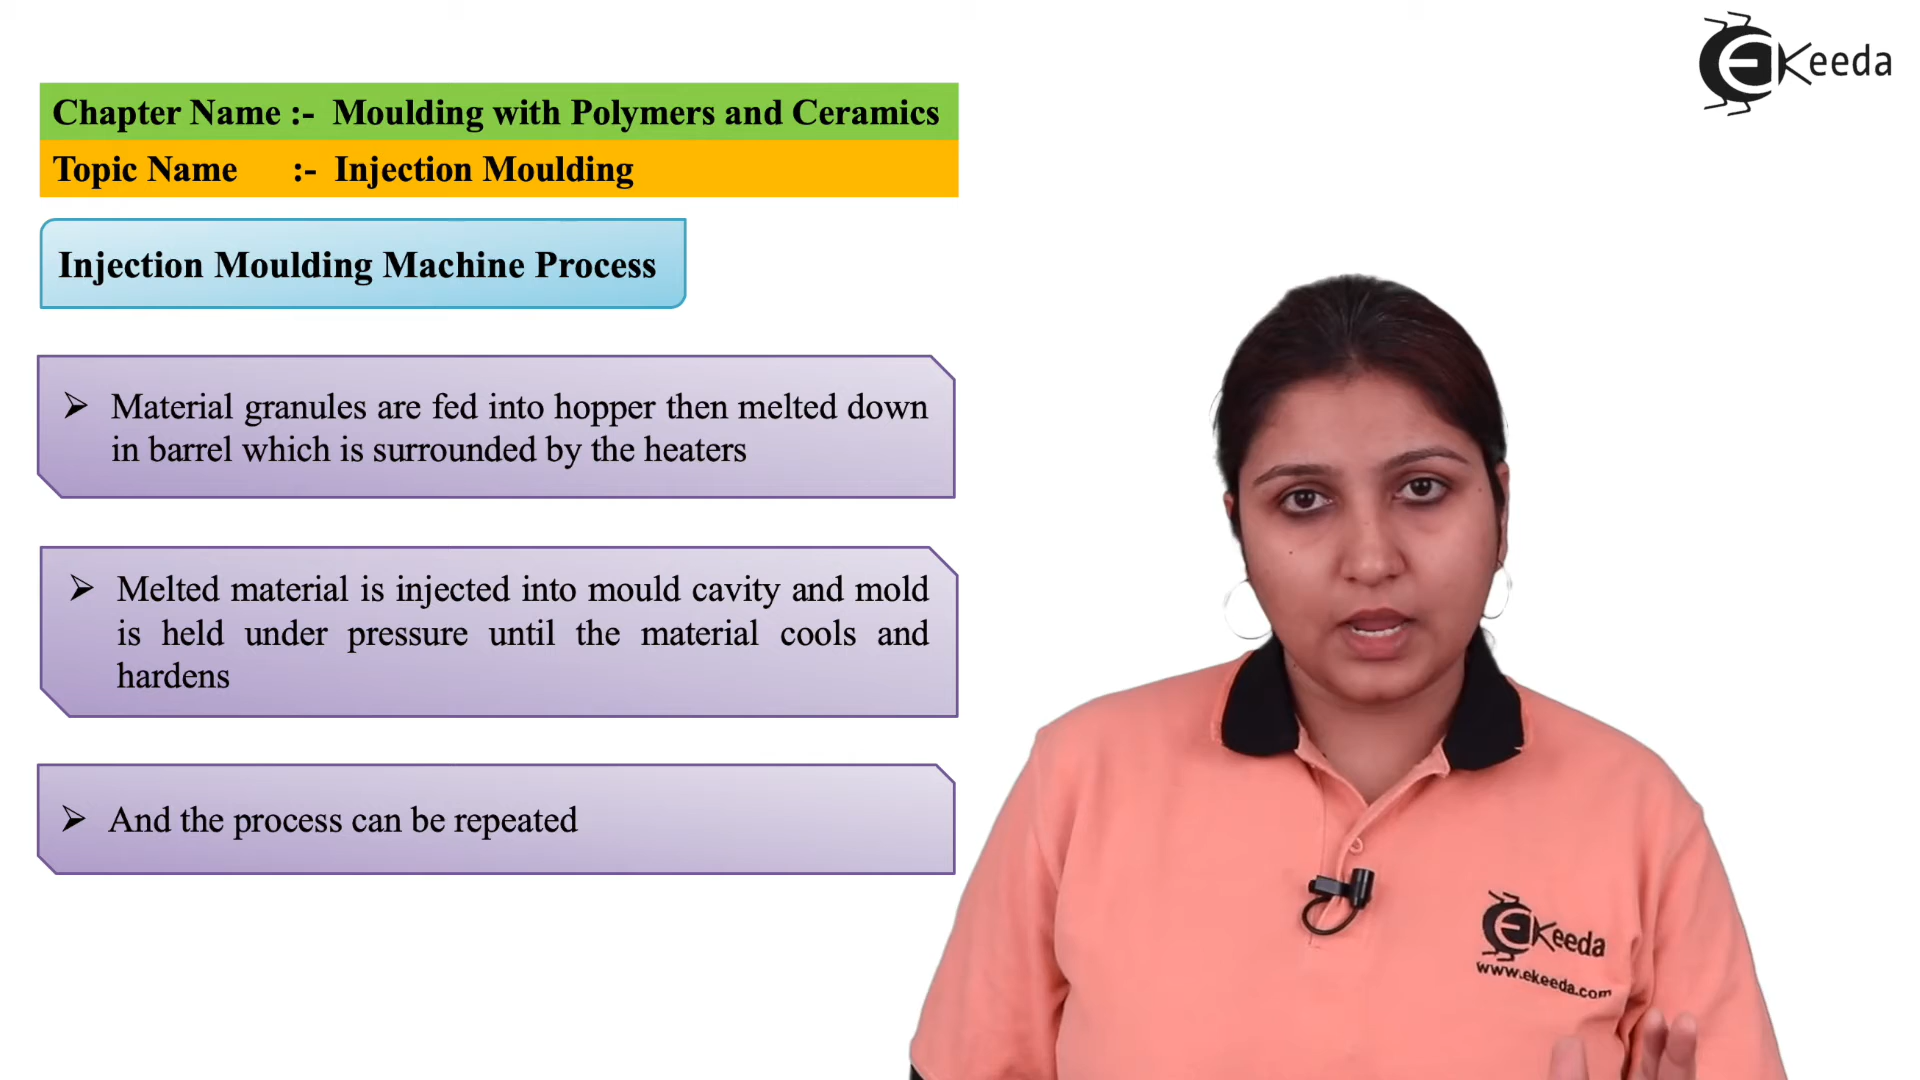 EKeeda
Chapter Name :- Moulding with Polymers and Ceramics
Topic Name :- Injection Moulding
Injection Moulding Machine Process
➢ Material granules are fed into hopper then melted down
in barrel which is surrounded by the heaters
➢ Melted material is injected into mould cavity and mold
is held under pressure until the material cools and
hardens
➢ And the process can be repeated
EKeeda
www.ekeeda.com